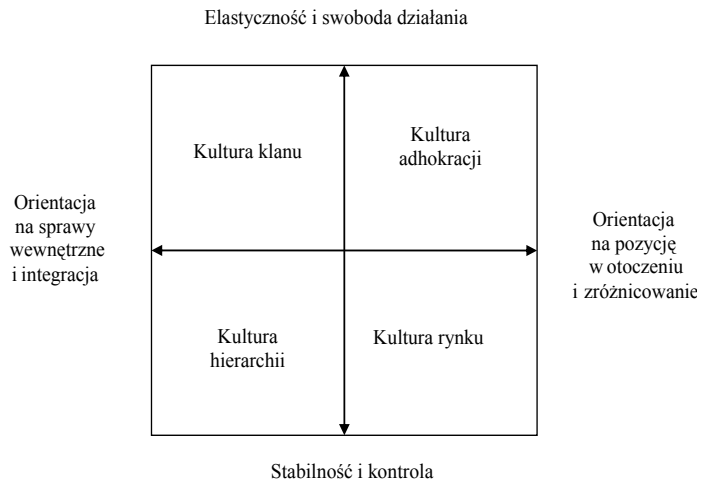 Elastyczność i swoboda działania
Kultura klanu
Kultura
adhokracji
Orientacja
na sprawy
wewnętrzne
i integracja
Orientacja
na pozycję
w otoczeniu
i zróżnicowanie
Kultura
hierarchii
Kultura rynku
Stabilność i kontrola